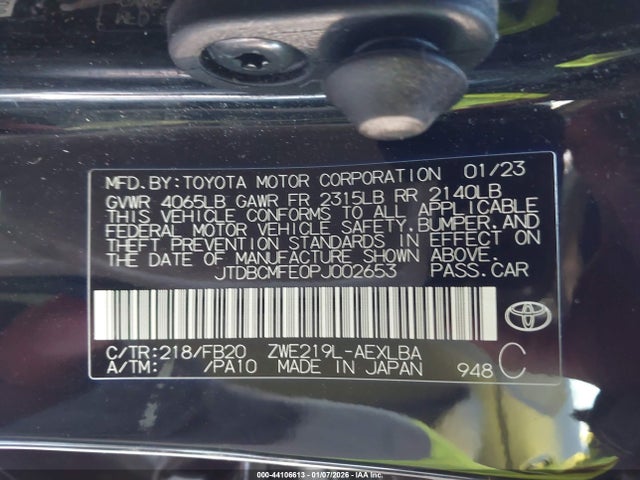 MFD.BY:TOYOTA MOTOR CORPORATION 01/23
GVWR 4065LB GAWR FR 2315LB RR 2140LB
THIS VEHICLE CONFORMS TO ALL APPLICABLE
FEDERAL MOTOR VEHICLE SAFETY,BUMPER,AND
THEFT PREVENTION STANDARDS IN EFFECT ON
THE DATE OF MANUFACTURE SHOWN ABOVE.
JTDBCMFE0PJ002653 PASS.CAR
C/TR:218/FB20 ZWE219L-AEXLBA
A/TM: /PA10 MADE IN JAPAN 948 C
000-44106613 - 01/07/2026 - IAA Inc.